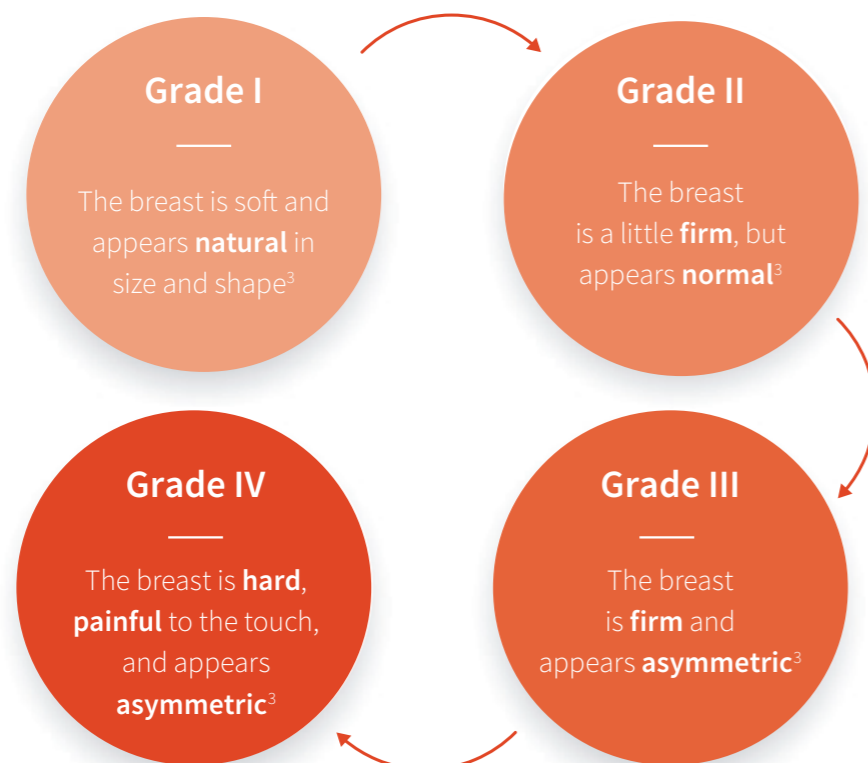 Grade I
The breast is soft and
appears natural in
size and shape³
Grade II
The breast
is a little firm, but
appears normal³
Grade III
The breast
is firm and
appears asymmetric³
Grade IV
The breast is hard,
painful to the touch,
and appears
asymmetric³